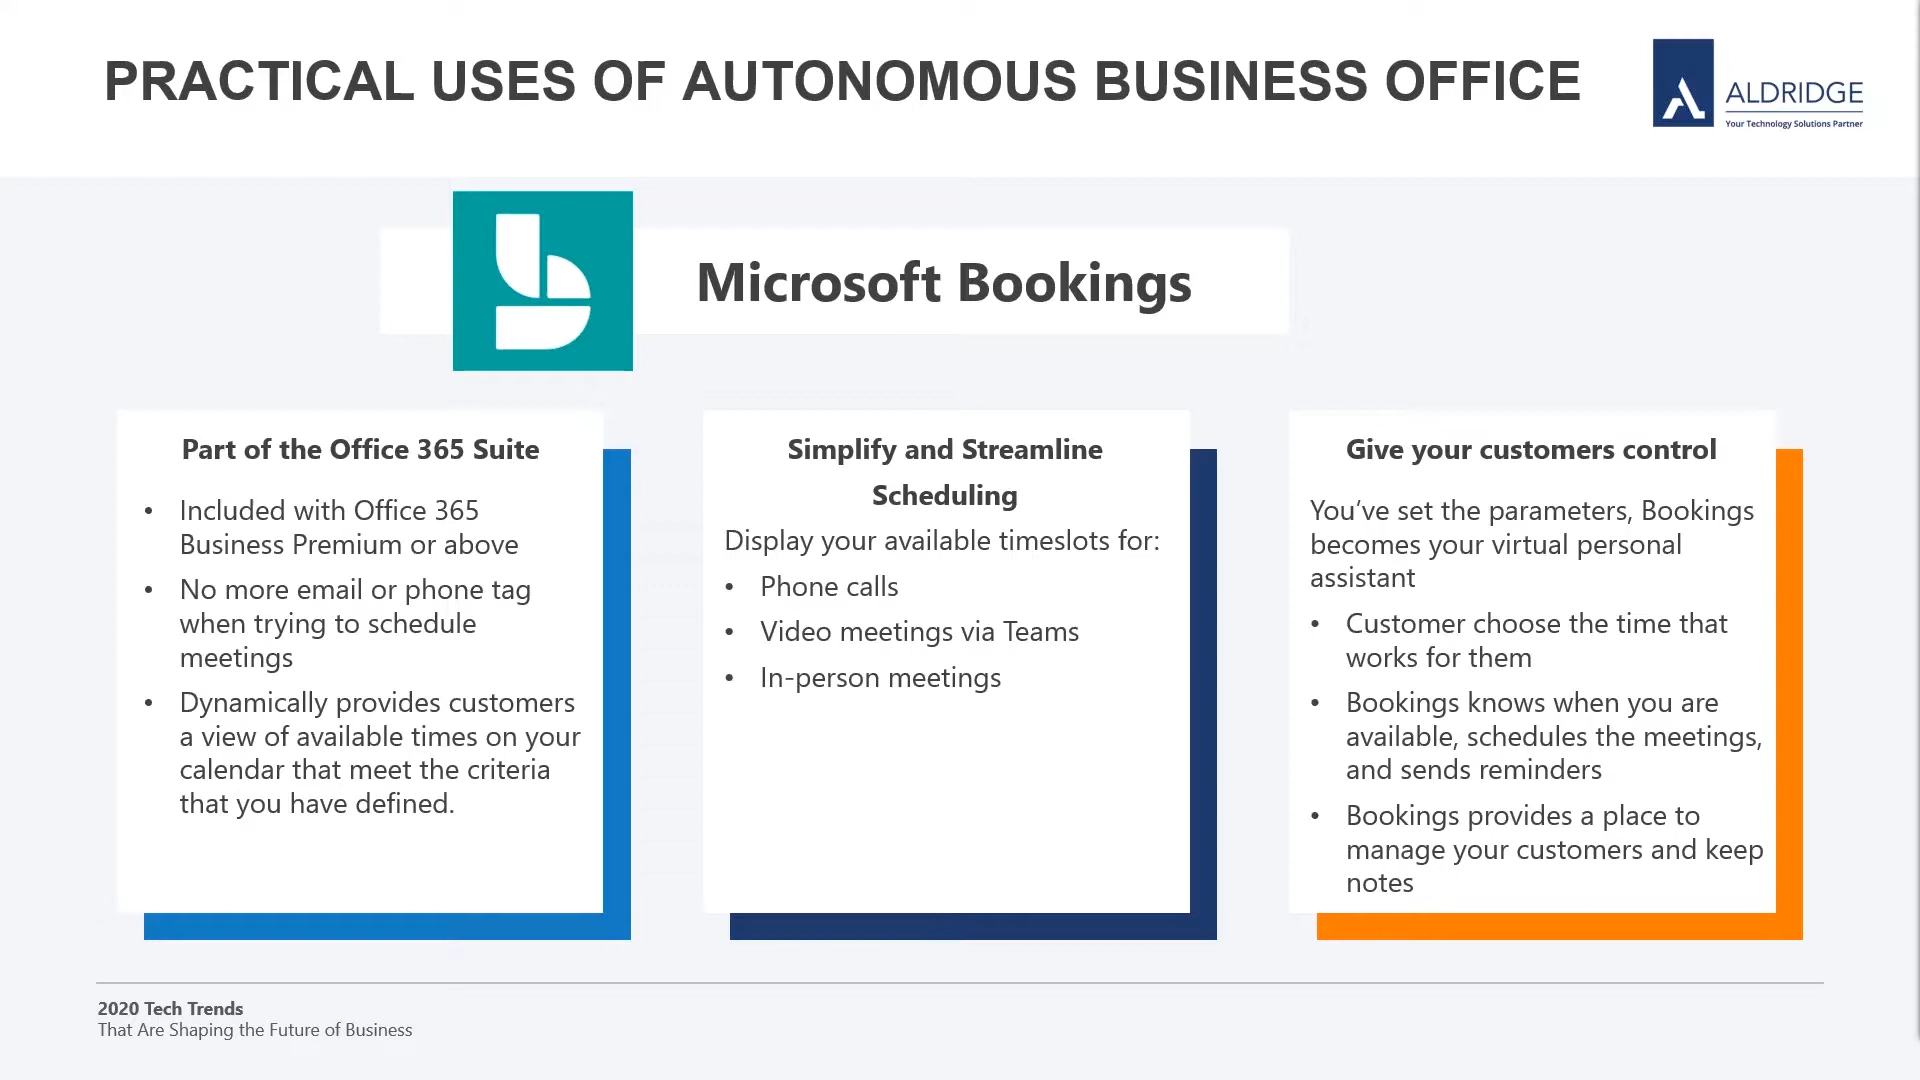 PRACTICAL USES OF AUTONOMOUS BUSINESS OFFICE
ALDRIDGE
Your Technology Solutions Partner
Microsoft Bookings
Part of the Office 365 Suite
• Included with Office 365
Business Premium or above
• No more email or phone tag
when trying to schedule
meetings
• Dynamically provides customers
a view of available times on your
calendar that meet the criteria
that you have defined.
Simplify and Streamline
Scheduling
Display your available timeslots for:
• Phone calls
• Video meetings via Teams
• In-person meetings
Give your customers control
You’ve set the parameters, Bookings
becomes your virtual personal
assistant
• Customer choose the time that
works for them
• Bookings knows when you are
available, schedules the meetings,
and sends reminders
• Bookings provides a place to
manage your customers and keep
notes
2020 Tech Trends
That Are Shaping the Future of Business